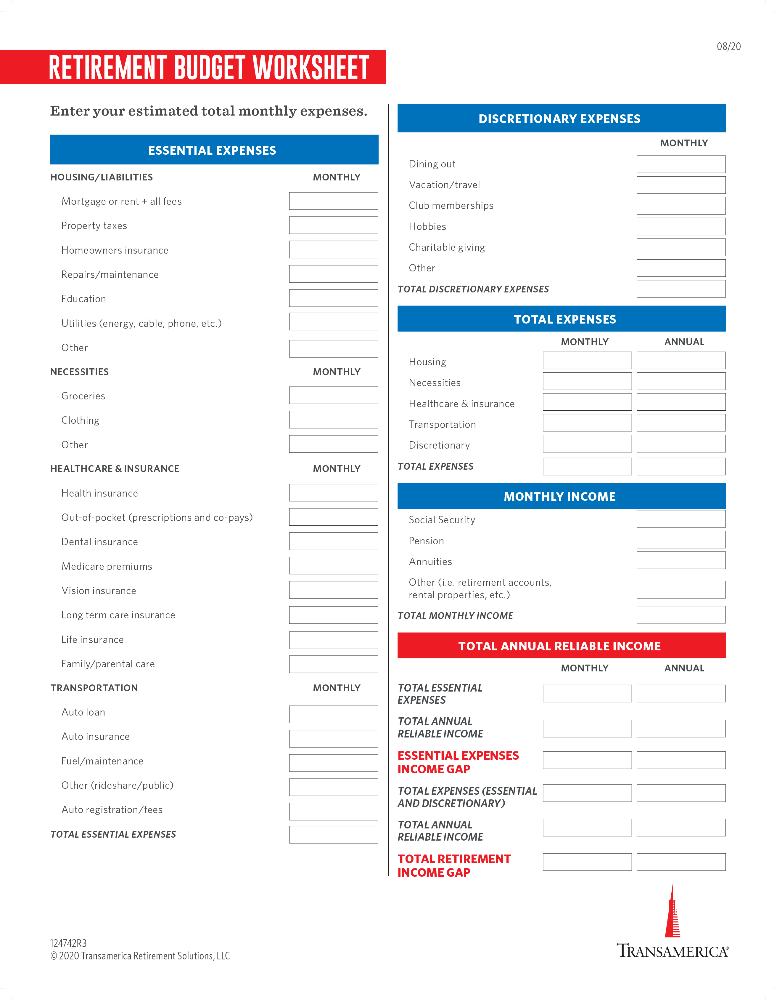 08/20
RETIREMENT BUDGET WORKSHEET
Enter your estimated total monthly expenses.
ESSENTIAL EXPENSES
HOUSING/LIABILITIES MONTHLY
Mortgage or rent + all fees
Property taxes
Homeowners insurance
Repairs/maintenance
Education
Utilities (energy, cable, phone, etc.)
Other
NECESSITIES MONTHLY
Groceries
Clothing
Other
HEALTHCARE & INSURANCE MONTHLY
Health insurance
Out-of-pocket (prescriptions and co-pays)
Dental insurance
Medicare premiums
Vision insurance
Long term care insurance
Life insurance
Family/parental care
TRANSPORTATION MONTHLY
Auto loan
Auto insurance
Fuel/maintenance
Other (rideshare/public)
Auto registration/fees
TOTAL ESSENTIAL EXPENSES
DISCRETIONARY EXPENSES
MONTHLY
Dining out
Vacation/travel
Club memberships
Hobbies
Charitable giving
Other
TOTAL DISCRETIONARY EXPENSES
TOTAL EXPENSES
MONTHLY ANNUAL
Housing
Necessities
Healthcare & insurance
Transportation
Discretionary
TOTAL EXPENSES
MONTHLY INCOME
Social Security
Pension
Annuities
Other (i.e. retirement accounts,
rental properties, etc.)
TOTAL MONTHLY INCOME
TOTAL ANNUAL RELIABLE INCOME
MONTHLY ANNUAL
TOTAL ESSENTIAL
EXPENSES
TOTAL ANNUAL
RELIABLE INCOME
ESSENTIAL EXPENSES
INCOME GAP
TOTAL EXPENSES (ESSENTIAL
AND DISCRETIONARY)
TOTAL ANNUAL
RELIABLE INCOME
TOTAL RETIREMENT
INCOME GAP
124742R3
© 2020 Transamerica Retirement Solutions, LLC
TRANSAMERICA®